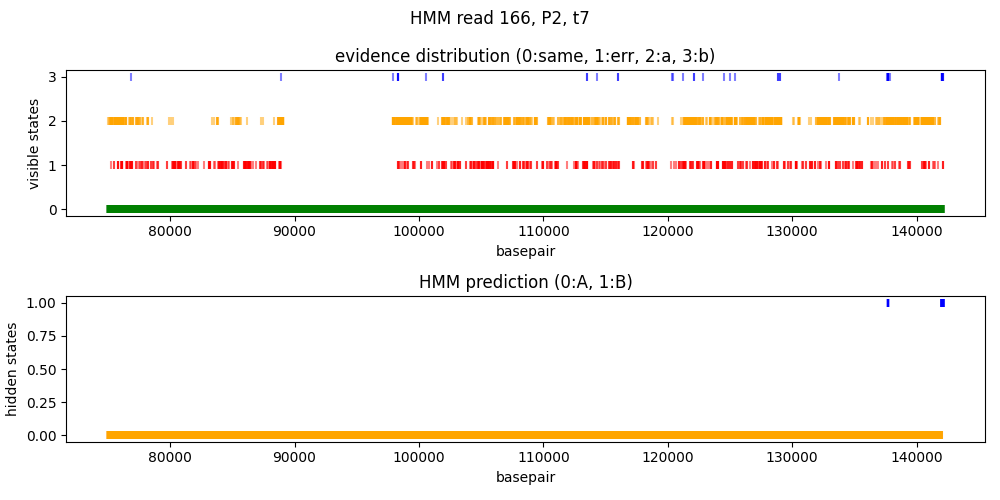 HMM read 166, P2, t7
evidence distribution (0:same, 1:err, 2:a, 3:b)
visible states
3
2
1
0
80000 90000 100000 110000 120000 130000 140000
basepair
HMM prediction (0:A, 1:B)
hidden states
1.00
0.75
0.50
0.25
0.00
80000 90000 100000 110000 120000 130000 140000
basepair